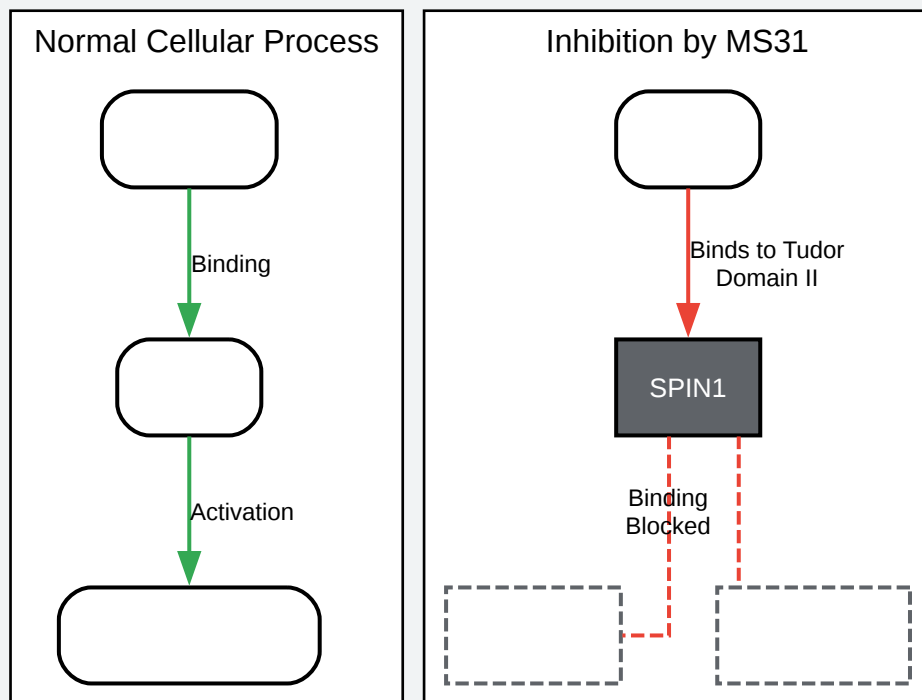 Normal Cellular Process
Binding
Activation
Inhibition by MS31
Binds to Tudor
Domain II
SPIN1
Binding
Blocked